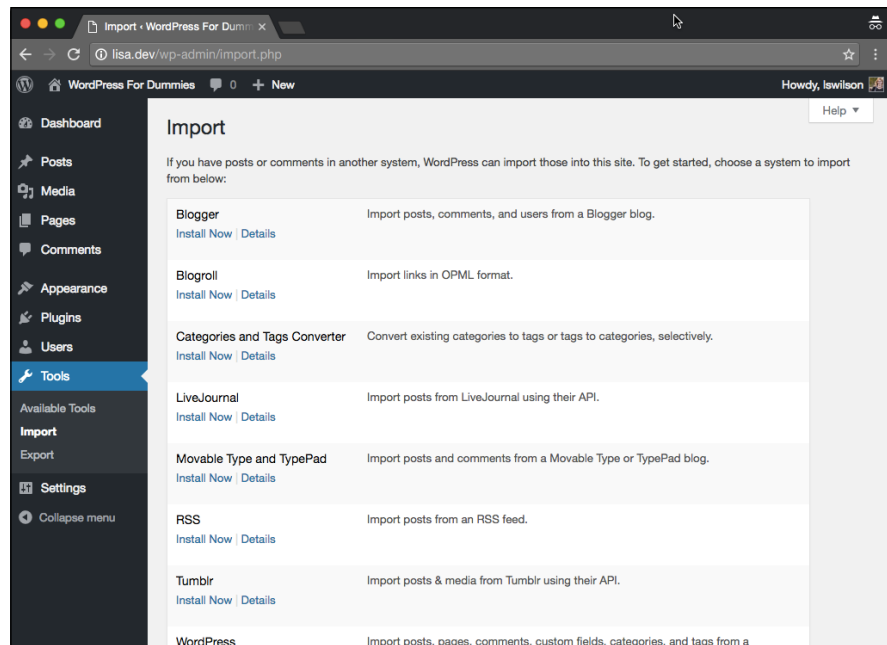 Import ‹ WordPress For Dumm
lisa.dev/wp-admin/import.php
WordPress For Dummies 0 + New Howdy, lswilson
Help
Dashboard
Posts
Media
Pages
Comments
Appearance
Plugins
Users
Tools
Available Tools
Import
Export
Settings
Collapse menu
Import
If you have posts or comments in another system, WordPress can import those into this site. To get started, choose a system to import
from below:
Blogger Import posts, comments, and users from a Blogger blog.
Install Now | Details
Blogroll Import links in OPML format.
Install Now | Details
Categories and Tags Converter Convert existing categories to tags or tags to categories, selectively.
Install Now | Details
LiveJournal Import posts from LiveJournal using their API.
Install Now | Details
Movable Type and TypePad Import posts and comments from a Movable Type or TypePad blog.
Install Now | Details
RSS Import posts from an RSS feed.
Install Now | Details
Tumblr Import posts & media from Tumblr using their API.
Install Now | Details
WordPress Import posts, pages, comments, custom fields, categories, and tags from a